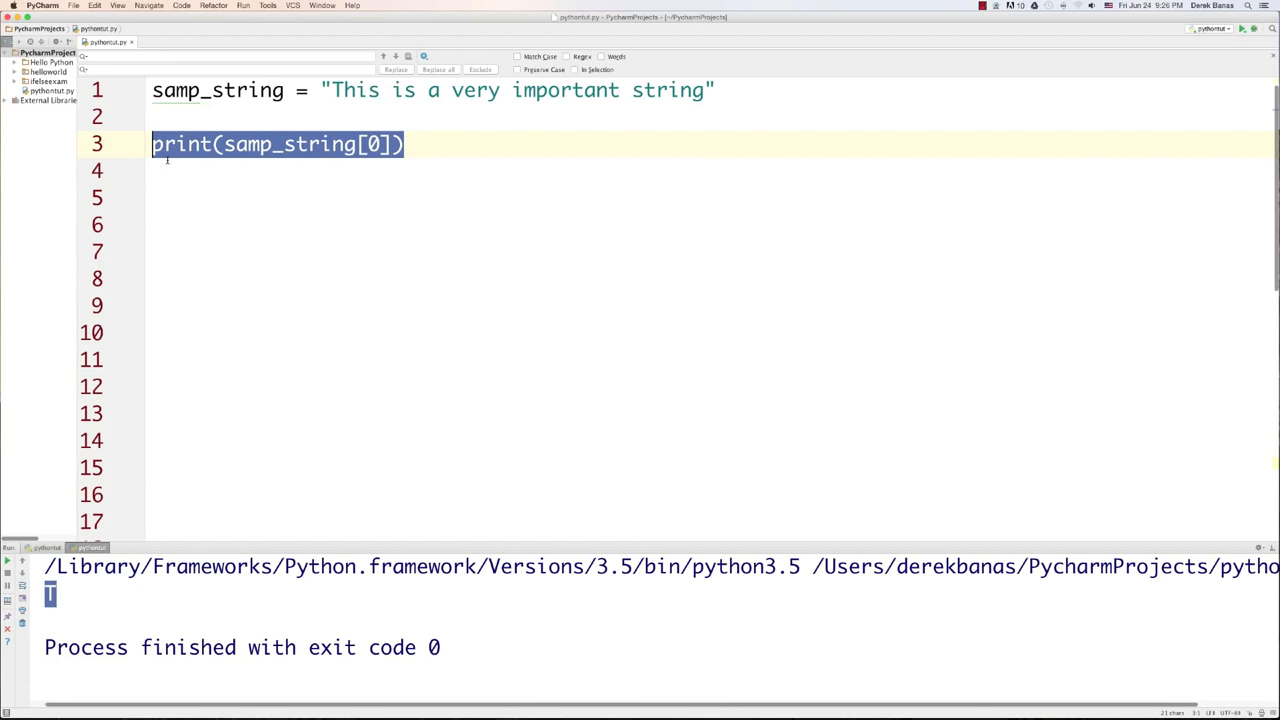 PyCharm File Edit View Navigate Code Refactor Run Tools VCS Window Help 10 Fri Jun 24 9:26 PM Derek Banas
pythontut.py - PycharmProjects - [~/PycharmProjects]
PycharmProjects pythontut.py pythontut
pythontut.py
PycharmProject
Hello Python
helloworld
ifelseexam
pythontut.py
External Librarie
Match Case Regex Words
Replace Replace all Exclude Preserve Case In Selection
1 samp_string = "This is a very important string"
2
3 print(samp_string[0])
4
5
6
7
8
9
10
11
12
13
14
15
16
17
Run: pythontut pythontut
/Library/Frameworks/Python.framework/Versions/3.5/bin/python3.5 /Users/derekbanas/PycharmProjects/pytho
T
Process finished with exit code 0
21 chars 3:1 LF÷ UTF-8÷